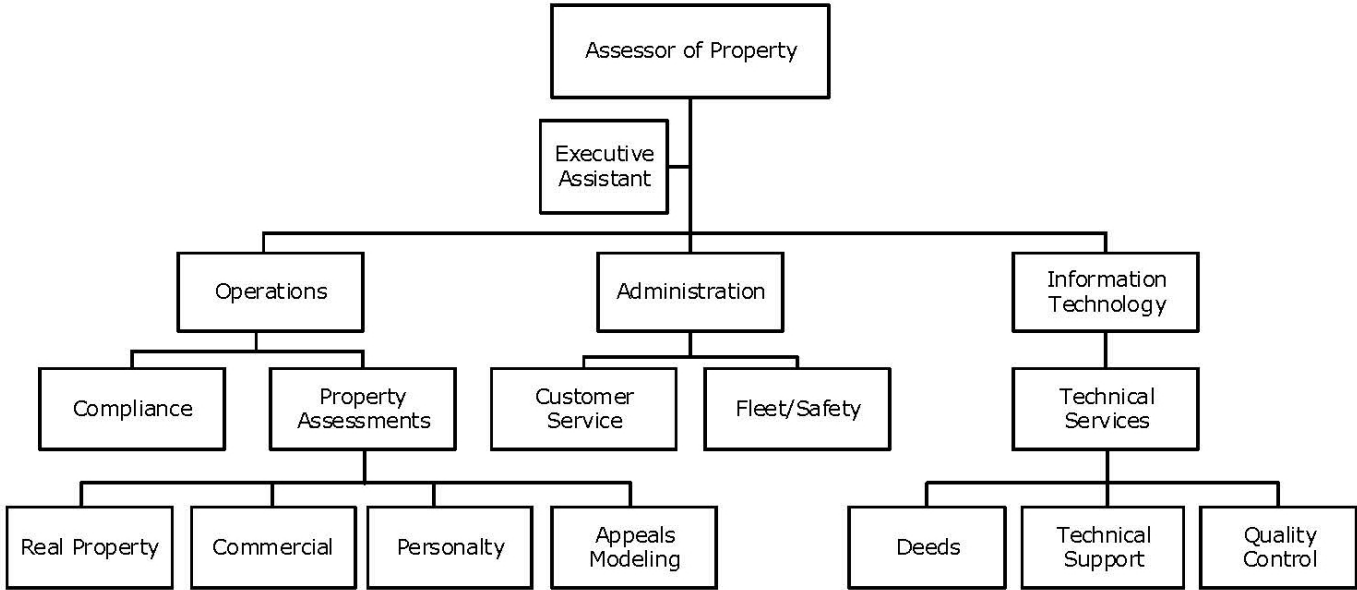 Assessor of Property
Executive
Assistant
Operations
Administration
Information
Technology
Compliance
Property
Assessments
Customer
Service
Fleet/Safety
Technical
Services
Real Property
Commercial
Personalty
Appeals
Modeling
Deeds
Technical
Support
Quality
Control